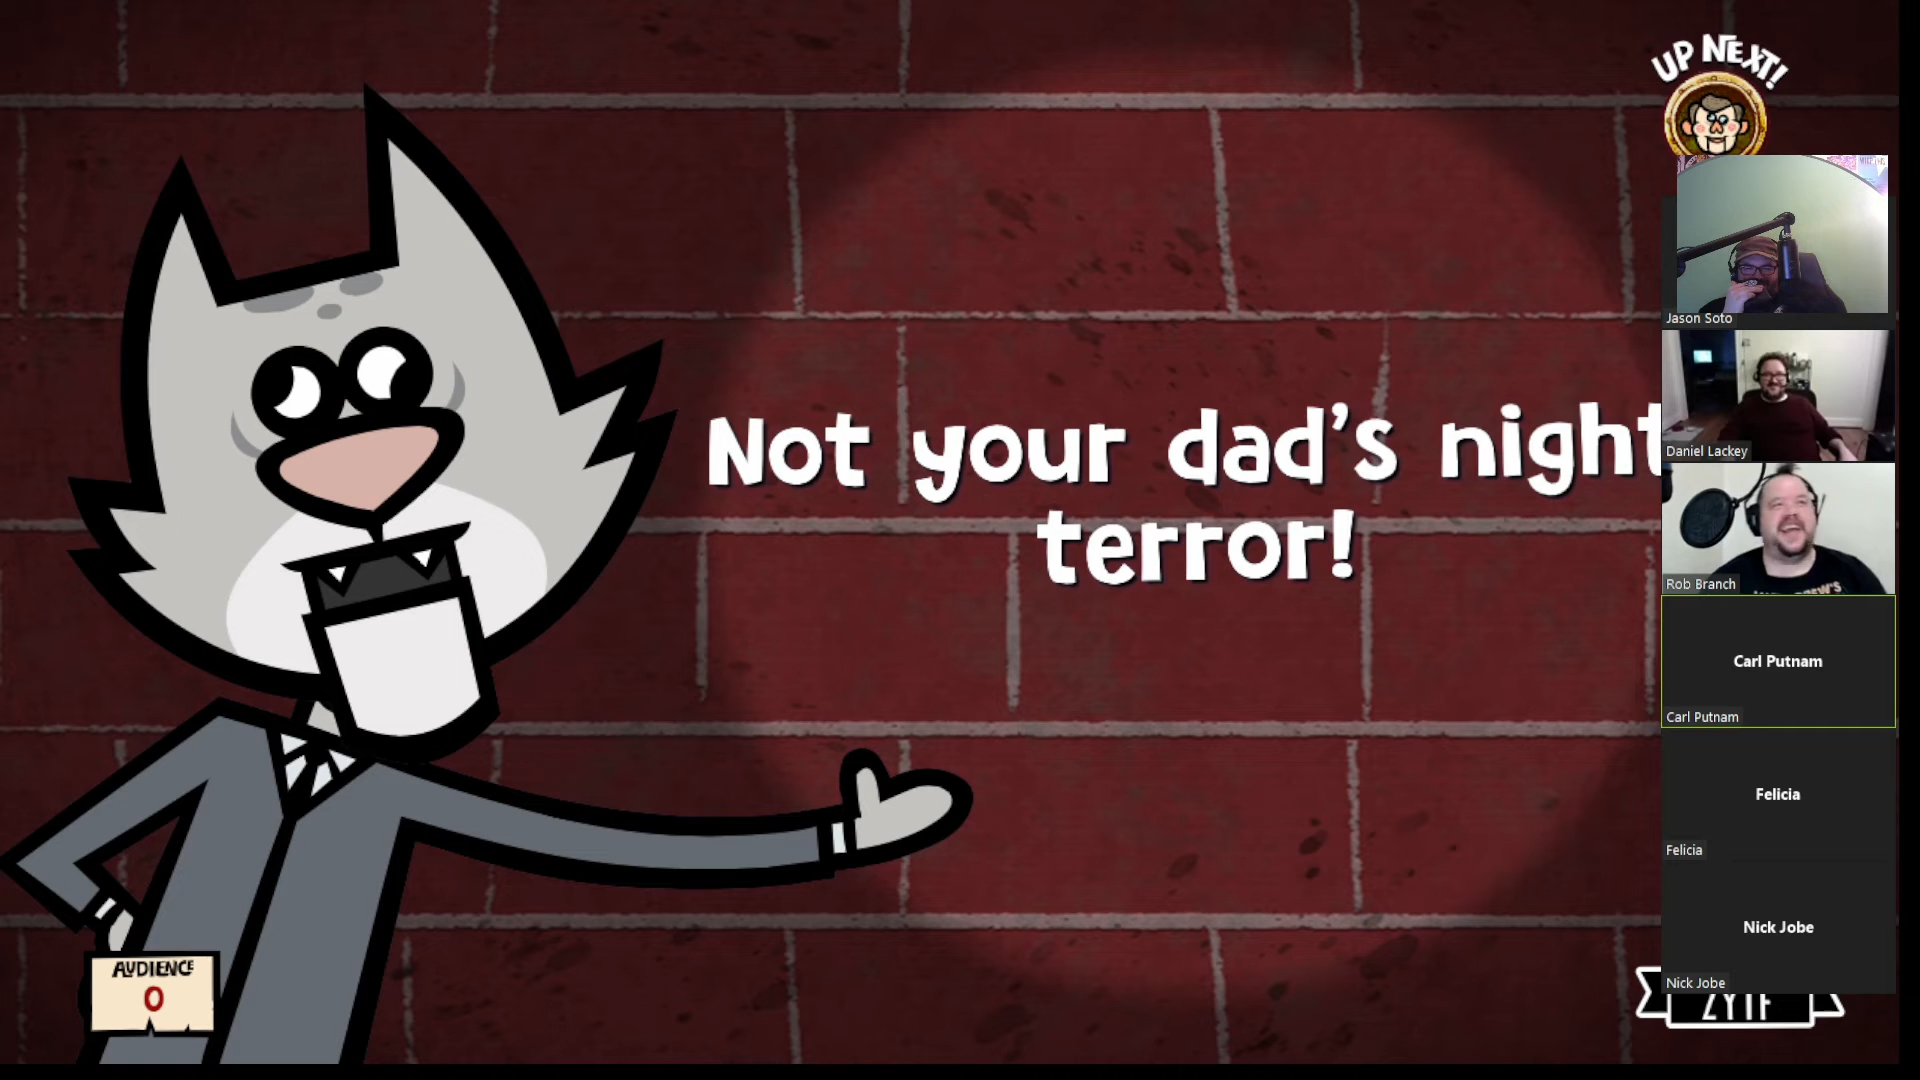 UP NEXT!
Jason Soto
Not your dad's night
terror!
Daniel Lackey
Rob Branch
Carl Putnam
Carl Putnam
Felicia
Felicia
Nick Jobe
Nick Jobe
AUDIENCE
0